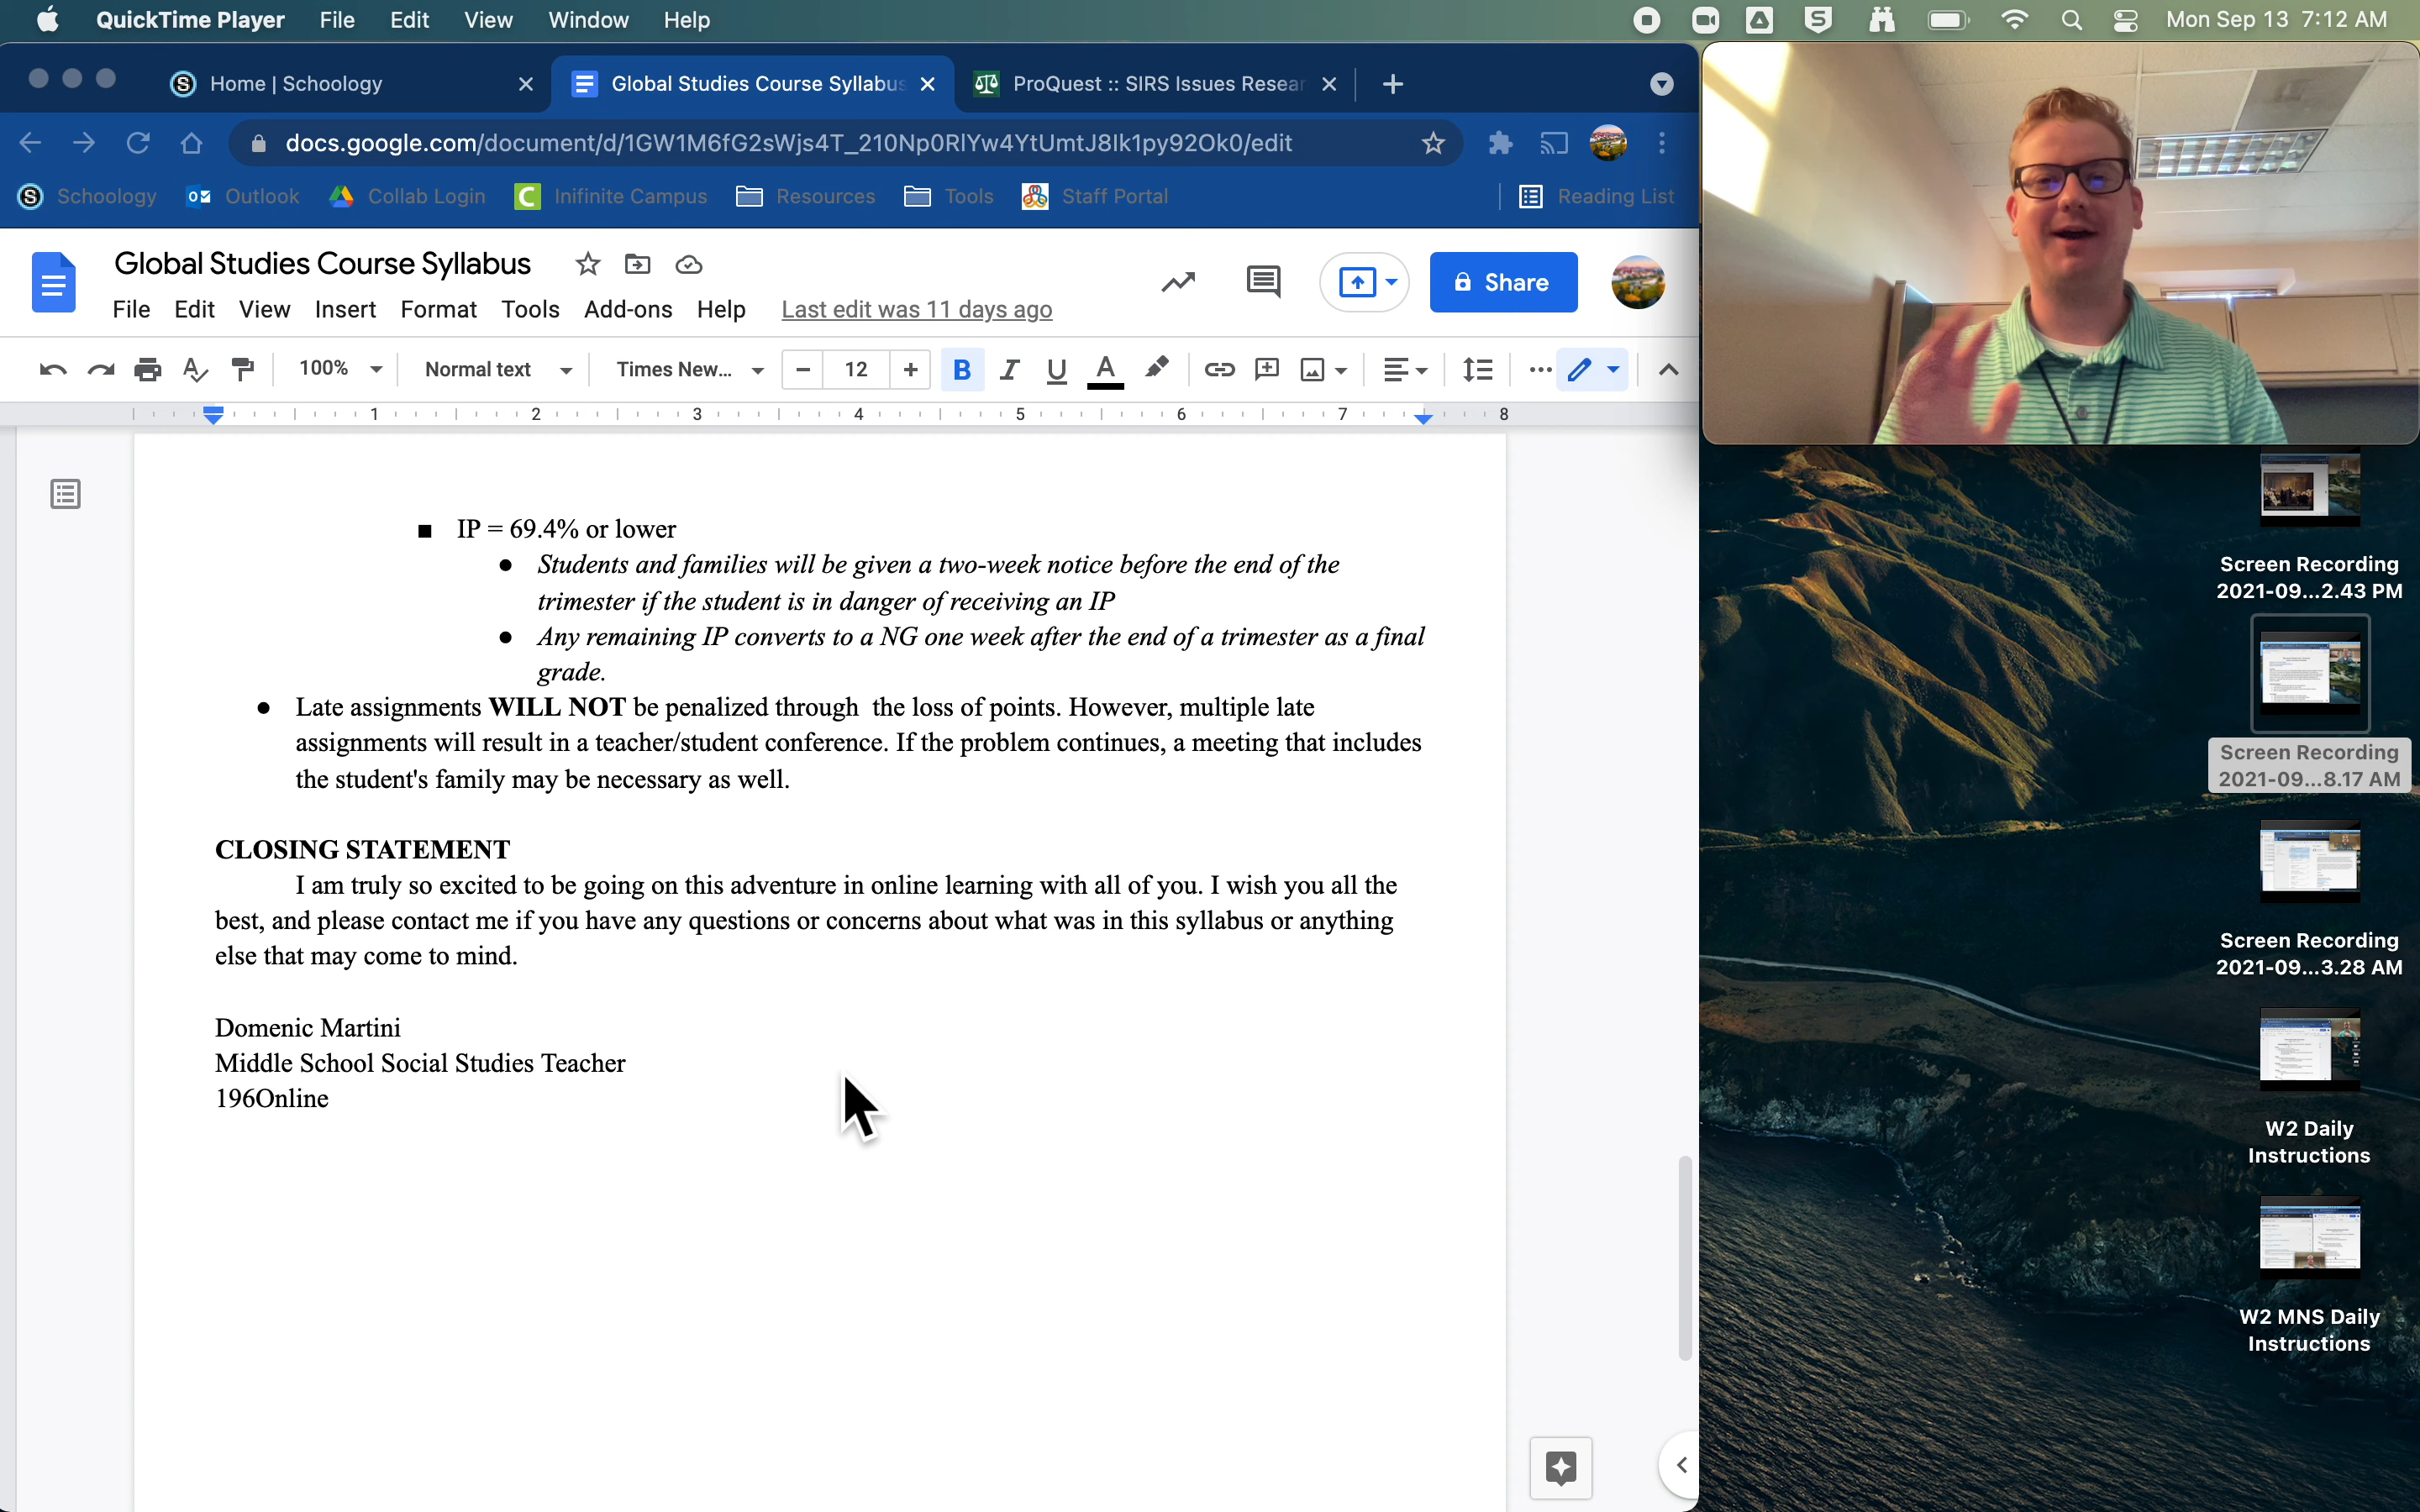 QuickTime Player File Edit View Window Help Mon Sep 13 7:12 AM
Home | Schoology Global Studies Course Syllabus ProQuest :: SIRS Issues Resear
docs.google.com/document/d/1GW1M6fG2sWjs4T_210Np0RlYw4YtUmtJ8Ik1py92Ok0/edit
Schoology Outlook Collab Login Inifinite Campus Resources Tools Staff Portal Reading List
Global Studies Course Syllabus
Share
File Edit View Insert Format Tools Add-ons Help Last edit was 11 days ago
100% Normal text Times New... 12 B I U A
1 2 3 4 5 6 7 8
■ IP = 69.4% or lower
● Students and families will be given a two-week notice before the end of the
trimester if the student is in danger of receiving an IP
● Any remaining IP converts to a NG one week after the end of a trimester as a final
grade.
● Late assignments WILL NOT be penalized through  the loss of points. However, multiple late
assignments will result in a teacher/student conference. If the problem continues, a meeting that includes
the student's family may be necessary as well.
CLOSING STATEMENT
I am truly so excited to be going on this adventure in online learning with all of you. I wish you all the
best, and please contact me if you have any questions or concerns about what was in this syllabus or anything
else that may come to mind.
Domenic Martini
Middle School Social Studies Teacher
196Online
Screen Recording
2021-09...2.43 PM
Screen Recording
2021-09...8.17 AM
Screen Recording
2021-09...3.28 AM
W2 Daily
Instructions
W2 MNS Daily
Instructions